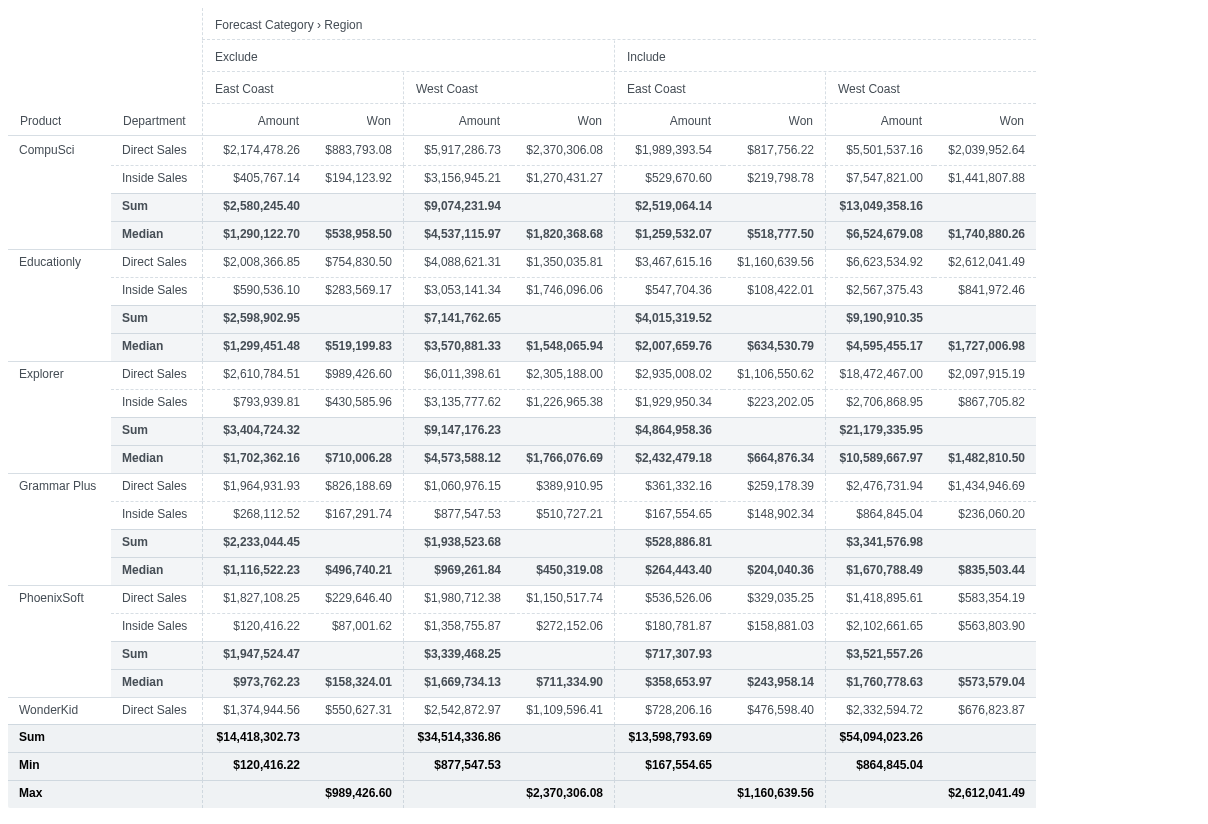 Forecast Category › Region
Exclude Include
East Coast West Coast East Coast West Coast
Product Department Amount Won Amount Won Amount Won Amount Won
CompuSci Direct Sales $2,174,478.26 $883,793.08 $5,917,286.73 $2,370,306.08 $1,989,393.54 $817,756.22 $5,501,537.16 $2,039,952.64
Inside Sales $405,767.14 $194,123.92 $3,156,945.21 $1,270,431.27 $529,670.60 $219,798.78 $7,547,821.00 $1,441,807.88
Sum $2,580,245.40 $9,074,231.94 $2,519,064.14 $13,049,358.16
Median $1,290,122.70 $538,958.50 $4,537,115.97 $1,820,368.68 $1,259,532.07 $518,777.50 $6,524,679.08 $1,740,880.26
Educationly Direct Sales $2,008,366.85 $754,830.50 $4,088,621.31 $1,350,035.81 $3,467,615.16 $1,160,639.56 $6,623,534.92 $2,612,041.49
Inside Sales $590,536.10 $283,569.17 $3,053,141.34 $1,746,096.06 $547,704.36 $108,422.01 $2,567,375.43 $841,972.46
Sum $2,598,902.95 $7,141,762.65 $4,015,319.52 $9,190,910.35
Median $1,299,451.48 $519,199.83 $3,570,881.33 $1,548,065.94 $2,007,659.76 $634,530.79 $4,595,455.17 $1,727,006.98
Explorer Direct Sales $2,610,784.51 $989,426.60 $6,011,398.61 $2,305,188.00 $2,935,008.02 $1,106,550.62 $18,472,467.00 $2,097,915.19
Inside Sales $793,939.81 $430,585.96 $3,135,777.62 $1,226,965.38 $1,929,950.34 $223,202.05 $2,706,868.95 $867,705.82
Sum $3,404,724.32 $9,147,176.23 $4,864,958.36 $21,179,335.95
Median $1,702,362.16 $710,006.28 $4,573,588.12 $1,766,076.69 $2,432,479.18 $664,876.34 $10,589,667.97 $1,482,810.50
Grammar Plus Direct Sales $1,964,931.93 $826,188.69 $1,060,976.15 $389,910.95 $361,332.16 $259,178.39 $2,476,731.94 $1,434,946.69
Inside Sales $268,112.52 $167,291.74 $877,547.53 $510,727.21 $167,554.65 $148,902.34 $864,845.04 $236,060.20
Sum $2,233,044.45 $1,938,523.68 $528,886.81 $3,341,576.98
Median $1,116,522.23 $496,740.21 $969,261.84 $450,319.08 $264,443.40 $204,040.36 $1,670,788.49 $835,503.44
PhoenixSoft Direct Sales $1,827,108.25 $229,646.40 $1,980,712.38 $1,150,517.74 $536,526.06 $329,035.25 $1,418,895.61 $583,354.19
Inside Sales $120,416.22 $87,001.62 $1,358,755.87 $272,152.06 $180,781.87 $158,881.03 $2,102,661.65 $563,803.90
Sum $1,947,524.47 $3,339,468.25 $717,307.93 $3,521,557.26
Median $973,762.23 $158,324.01 $1,669,734.13 $711,334.90 $358,653.97 $243,958.14 $1,760,778.63 $573,579.04
WonderKid Direct Sales $1,374,944.56 $550,627.31 $2,542,872.97 $1,109,596.41 $728,206.16 $476,598.40 $2,332,594.72 $676,823.87
Sum $14,418,302.73 $34,514,336.86 $13,598,793.69 $54,094,023.26
Min $120,416.22 $877,547.53 $167,554.65 $864,845.04
Max $989,426.60 $2,370,306.08 $1,160,639.56 $2,612,041.49